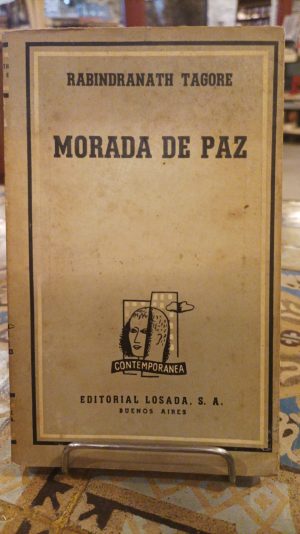 RABINDRANATH TAGORE
MORADA DE PAZ
CONTEMPORANEA
EDITORIAL LOSADA, S. A.
BUENOS AIRES